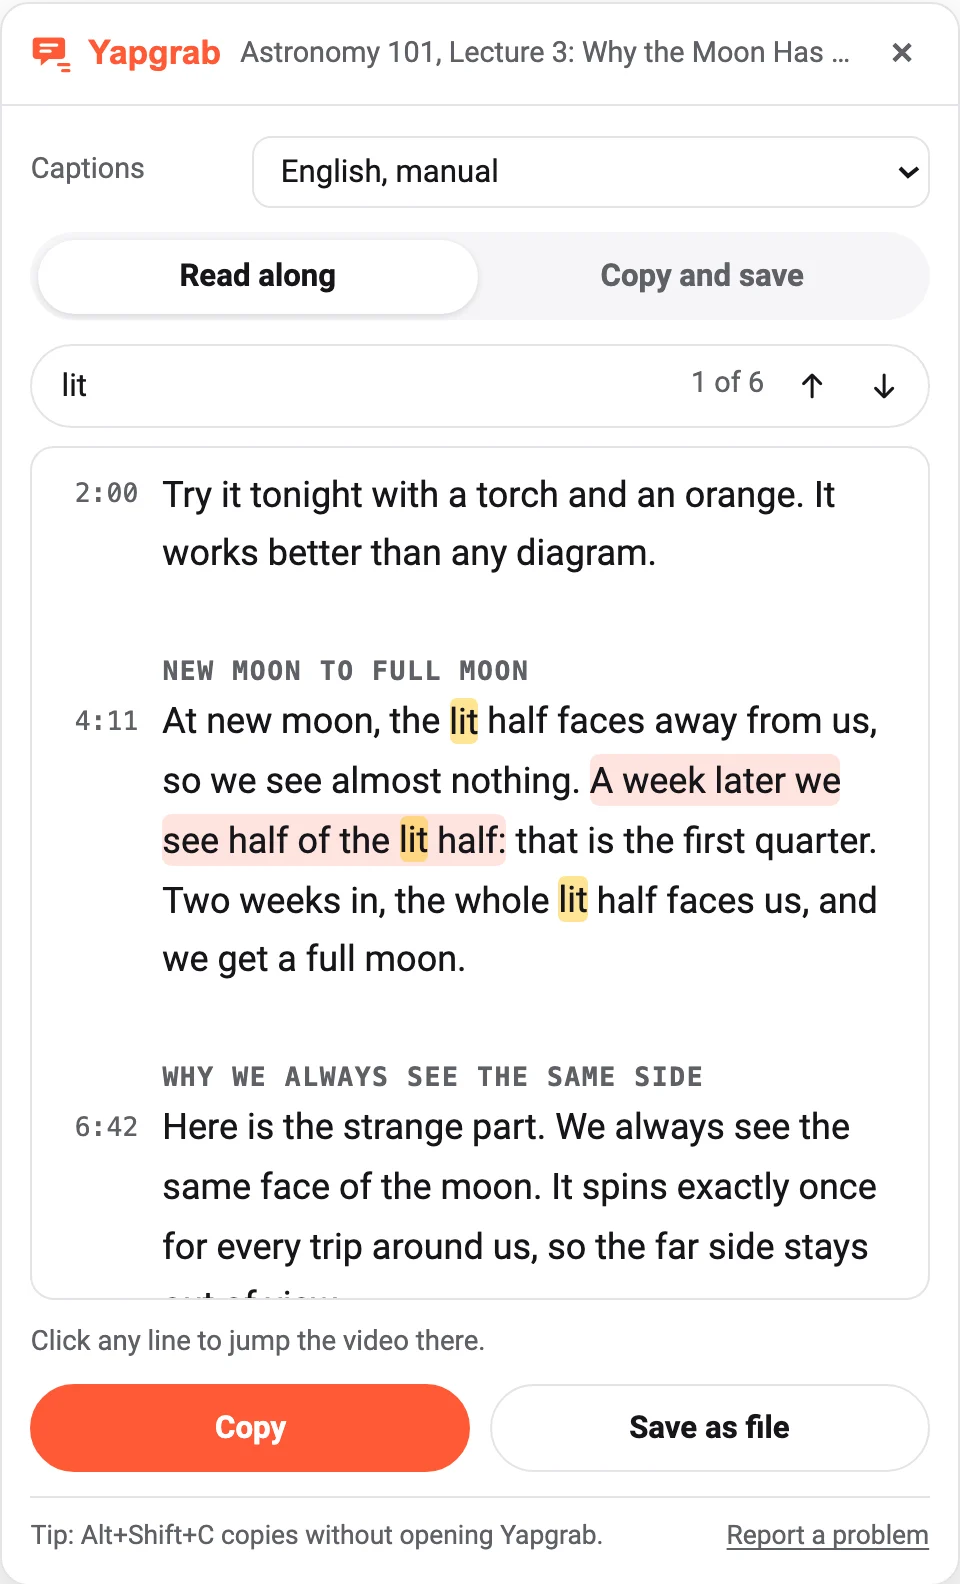 Yapgrab Astronomy 101, Lecture 3: Why the Moon Has ...
Captions
English, manual
Read along
Copy and save
lit
1 of 6
2:00 Try it tonight with a torch and an orange. It
works better than any diagram.
NEW MOON TO FULL MOON
4:11 At new moon, the lit half faces away from us,
so we see almost nothing. A week later we
see half of the lit half: that is the first quarter.
Two weeks in, the whole lit half faces us, and
we get a full moon.
WHY WE ALWAYS SEE THE SAME SIDE
6:42 Here is the strange part. We always see the
same face of the moon. It spins exactly once
for every trip around us, so the far side stays
Click any line to jump the video there.
Copy
Save as file
Tip: Alt+Shift+C copies without opening Yapgrab.
Report a problem